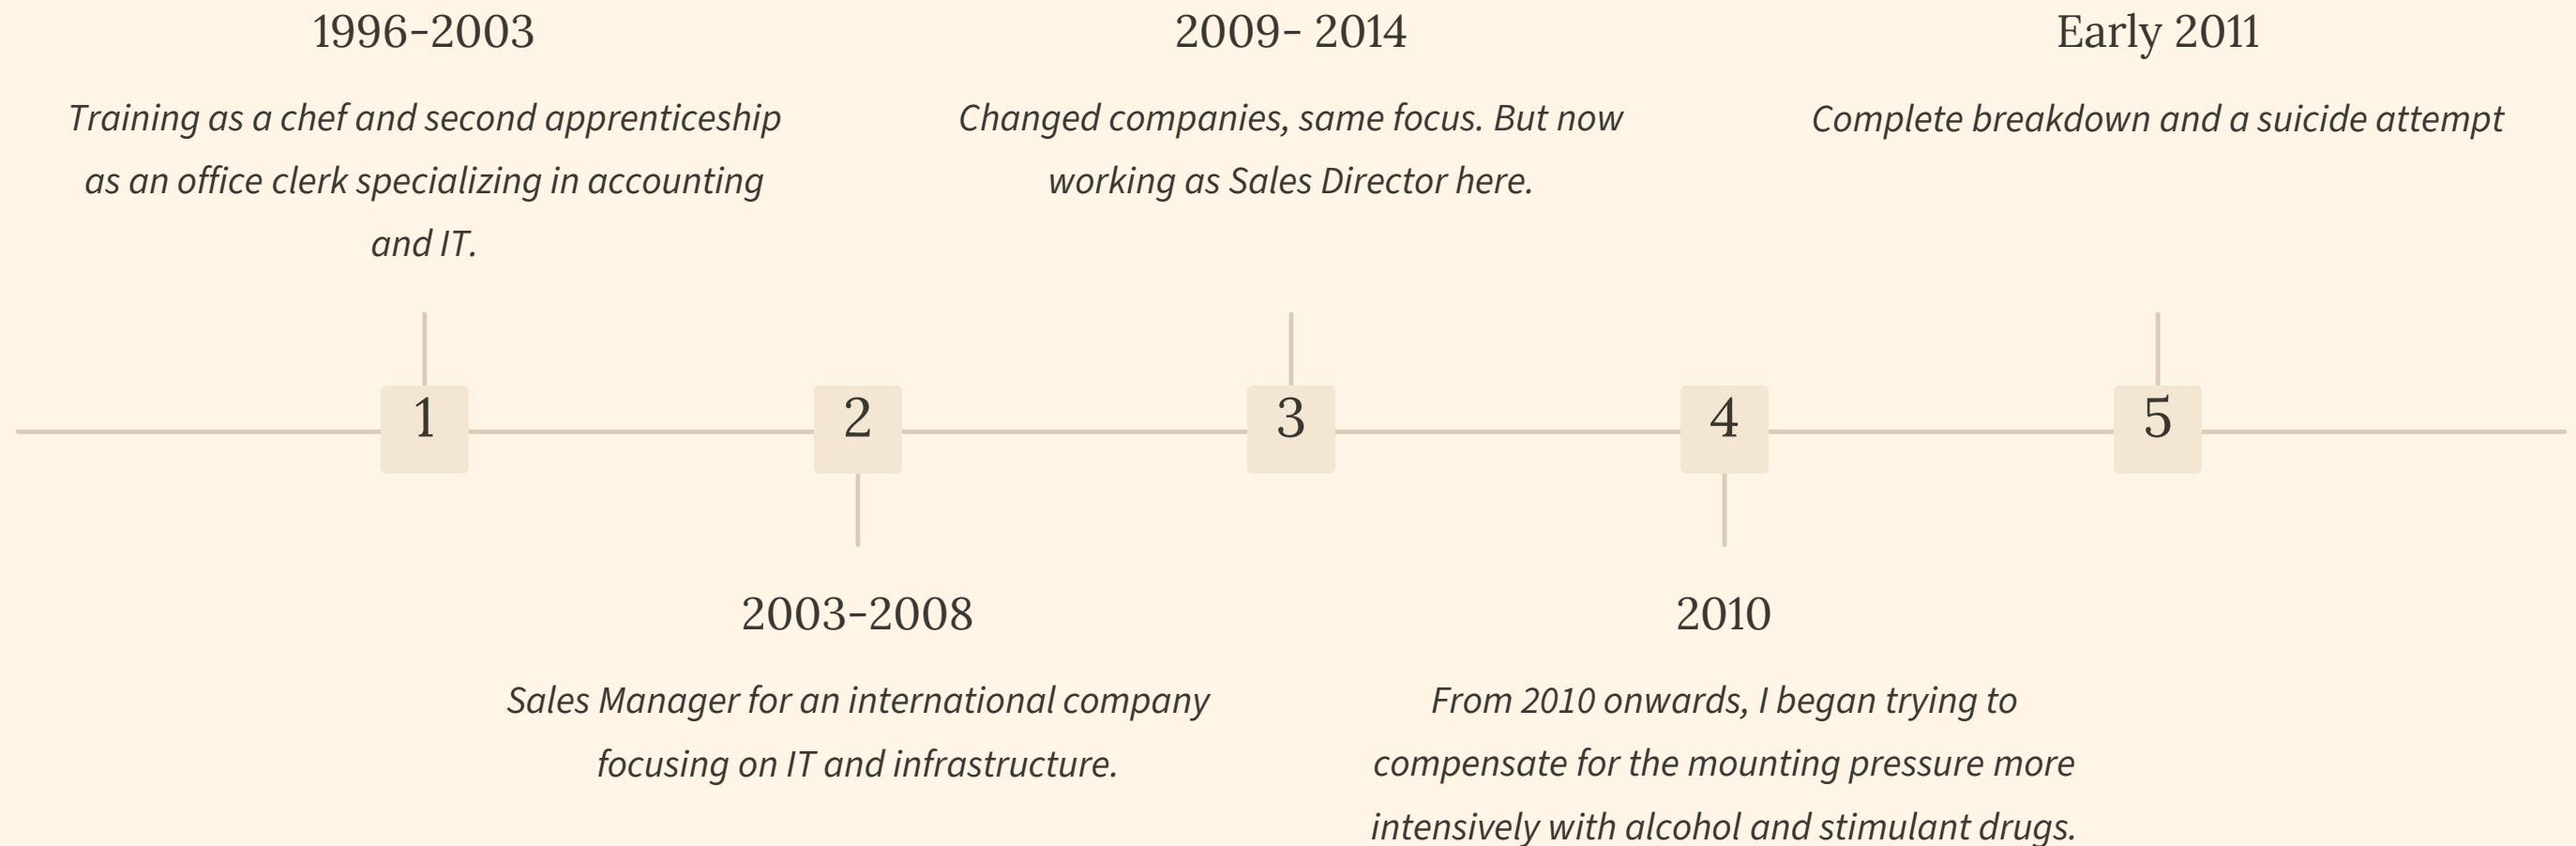 1996-2003
Training as a chef and second apprenticeship
as an office clerk specializing in accounting
and IT.
2009- 2014
Changed companies, same focus. But now
working as Sales Director here.
Early 2011
Complete breakdown and a suicide attempt
1
2
3
4
5
2003-2008
Sales Manager for an international company
focusing on IT and infrastructure.
2010
From 2010 onwards, I began trying to
compensate for the mounting pressure more
intensively with alcohol and stimulant drugs.